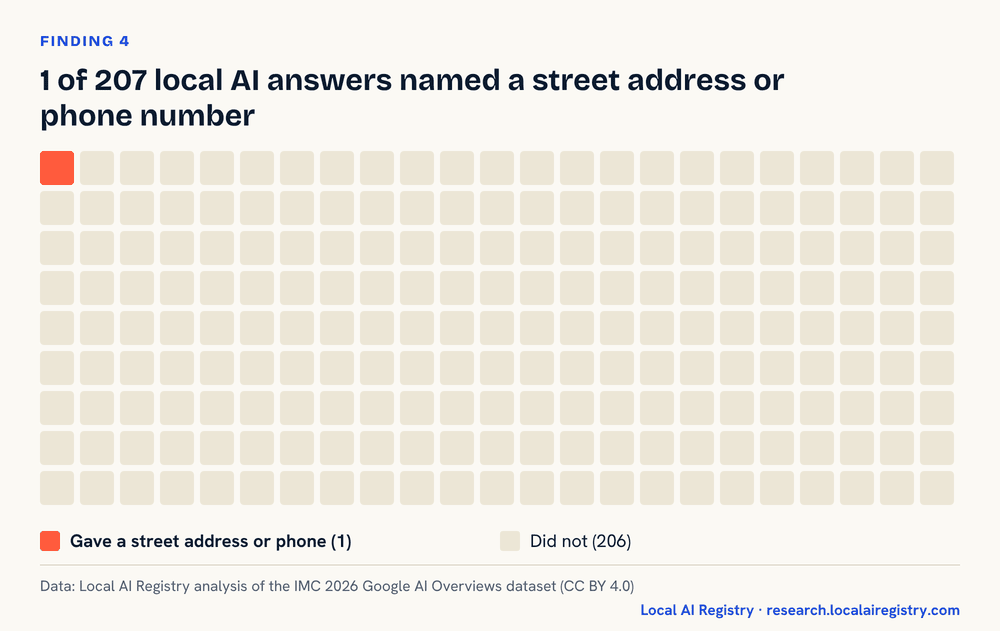 FINDING 4
1 of 207 local AI answers named a street address or
phone number
Gave a street address or phone (1)
Did not (206)
Data: Local AI Registry analysis of the IMC 2026 Google AI Overviews dataset (CC BY 4.0)
Local AI Registry · research.localairegistry.com